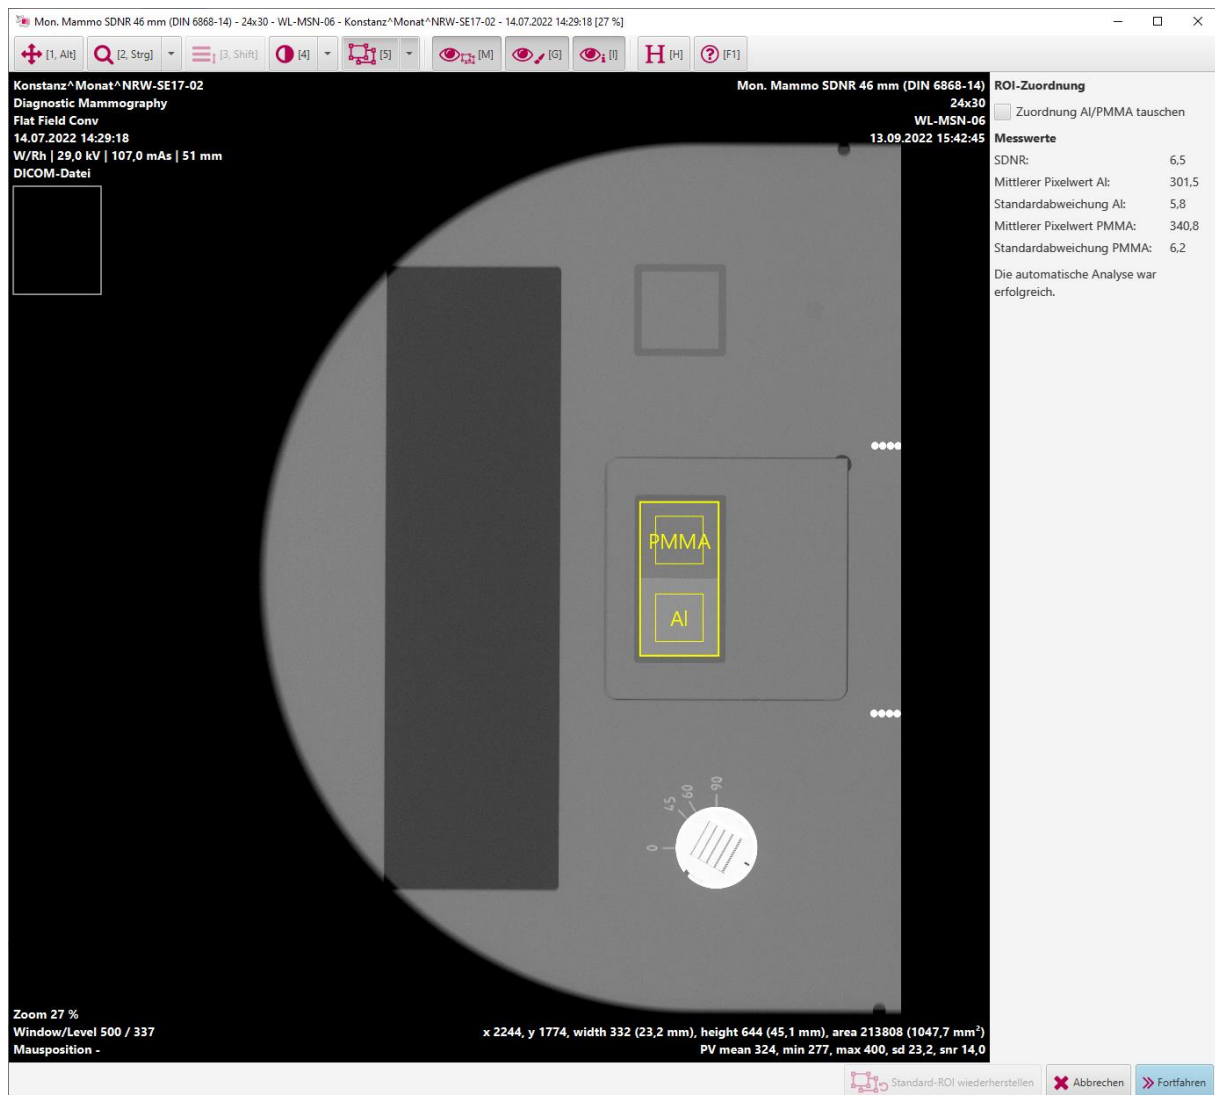 Mon. Mammo SDNR 46 mm (DIN 6868-14) - 24x30 - WL-MSN-06 - Konstanz^Monat^NRW-SE17-02 - 14.07.2022 14:29:18 [27 %]
[1, Alt] [2, Strg] [3, Shift] [4] [5] [M] [G] [I] H [H] ? [F1]
Konstanz^Monat^NRW-SE17-02
Diagnostic Mammography
Flat Field Conv
14.07.2022 14:29:18
W/Rh | 29,0 kV | 107,0 mAs | 51 mm
DICOM-Datei
Mon. Mammo SDNR 46 mm (DIN 6868-14)
24x30
WL-MSN-06
13.09.2022 15:42:45
PMMA
Al
90
60
45
0
Zoom 27 %
Window/Level 500 / 337
Mausposition -
x 2244, y 1774, width 332 (23,2 mm), height 644 (45,1 mm), area 213808 (1047,7 mm²)
PV mean 324, min 277, max 400, sd 23,2, snr 14,0
ROI-Zuordnung
Zuordnung Al/PMMA tauschen
Messwerte
SDNR: 6,5
Mittlerer Pixelwert Al: 301,5
Standardabweichung Al: 5,8
Mittlerer Pixelwert PMMA: 340,8
Standardabweichung PMMA: 6,2
Die automatische Analyse war
erfolgreich.
Standard-ROI wiederherstellen
Abbrechen
Fortfahren